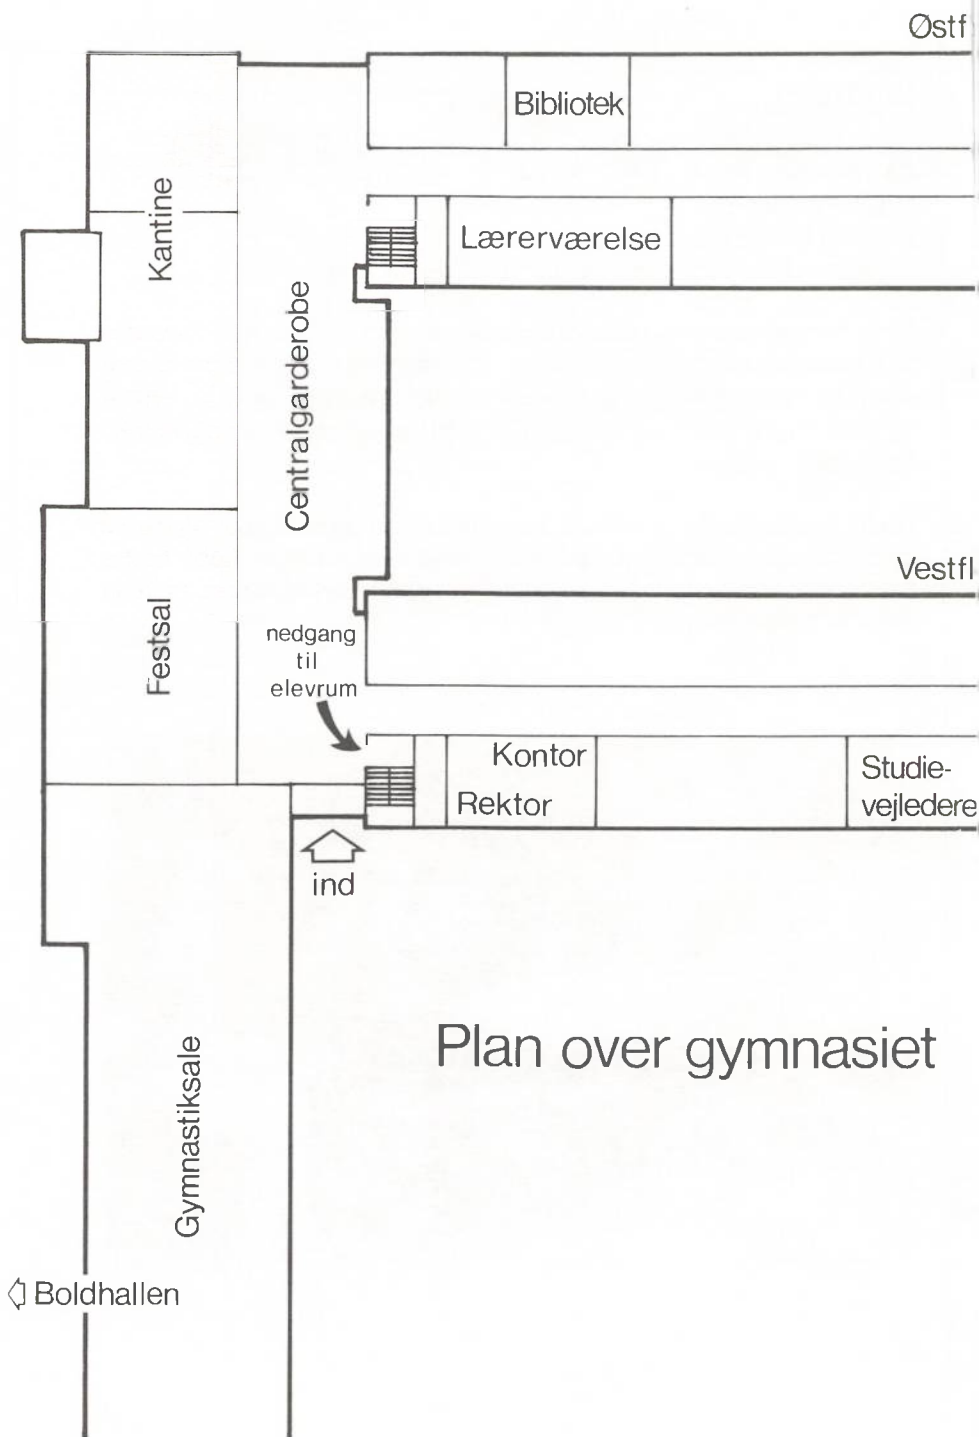 Østf
Bibliotek
Kantine
Lærerværelse
Centralgarderobe
Vestfl
Festsal
nedgang
til
elevrum
Kontor
Rektor
Studie-
vejledere
ind
Plan over gymnasiet
Gymnastiksale
Boldhallen